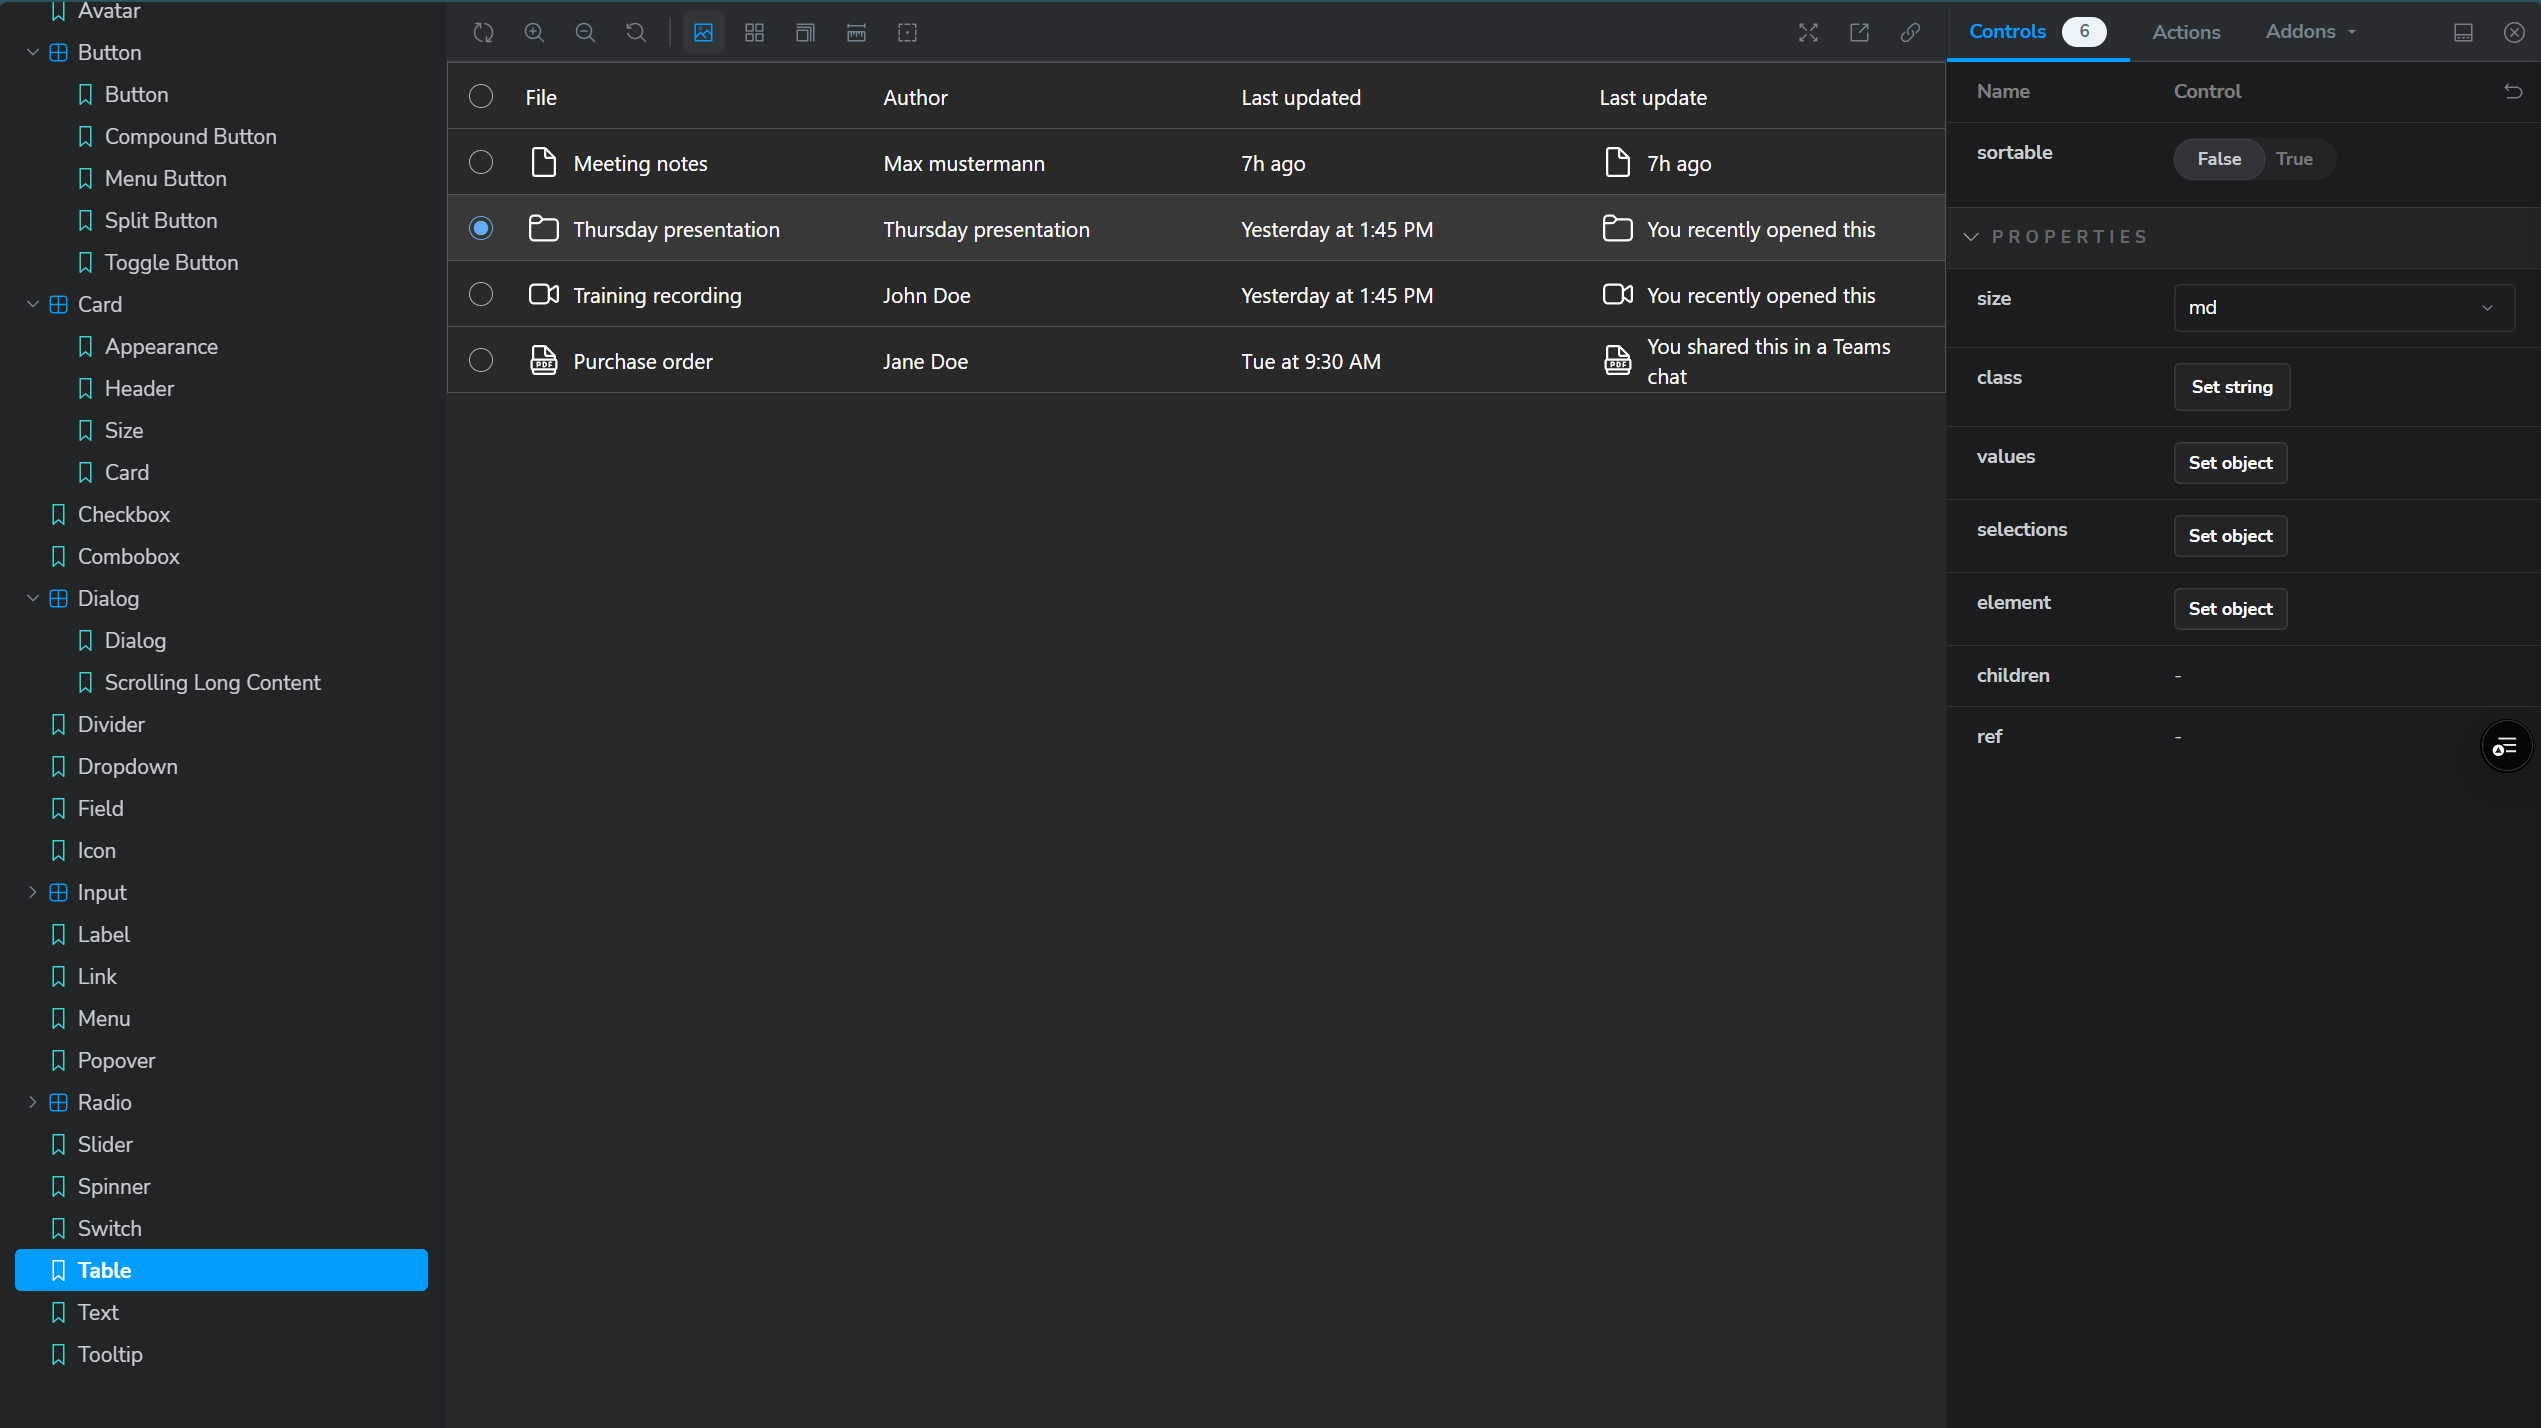 Avatar
Button
Button
Compound Button
Menu Button
Split Button
Toggle Button
Card
Appearance
Header
Size
Card
Checkbox
Combobox
Dialog
Dialog
Scrolling Long Content
Divider
Dropdown
Field
Icon
Input
Label
Link
Menu
Popover
Radio
Slider
Spinner
Switch
Table
Text
Tooltip
File Author Last updated Last update
Meeting notes Max mustermann 7h ago 7h ago
Thursday presentation Thursday presentation Yesterday at 1:45 PM You recently opened this
Training recording John Doe Yesterday at 1:45 PM You recently opened this
PDF Purchase order Jane Doe Tue at 9:30 AM PDF You shared this in a Teams
chat
Controls 6 Actions Addons
Name Control
sortable False True
PROPERTIES
size md
class Set string
values Set object
selections Set object
element Set object
children -
ref -